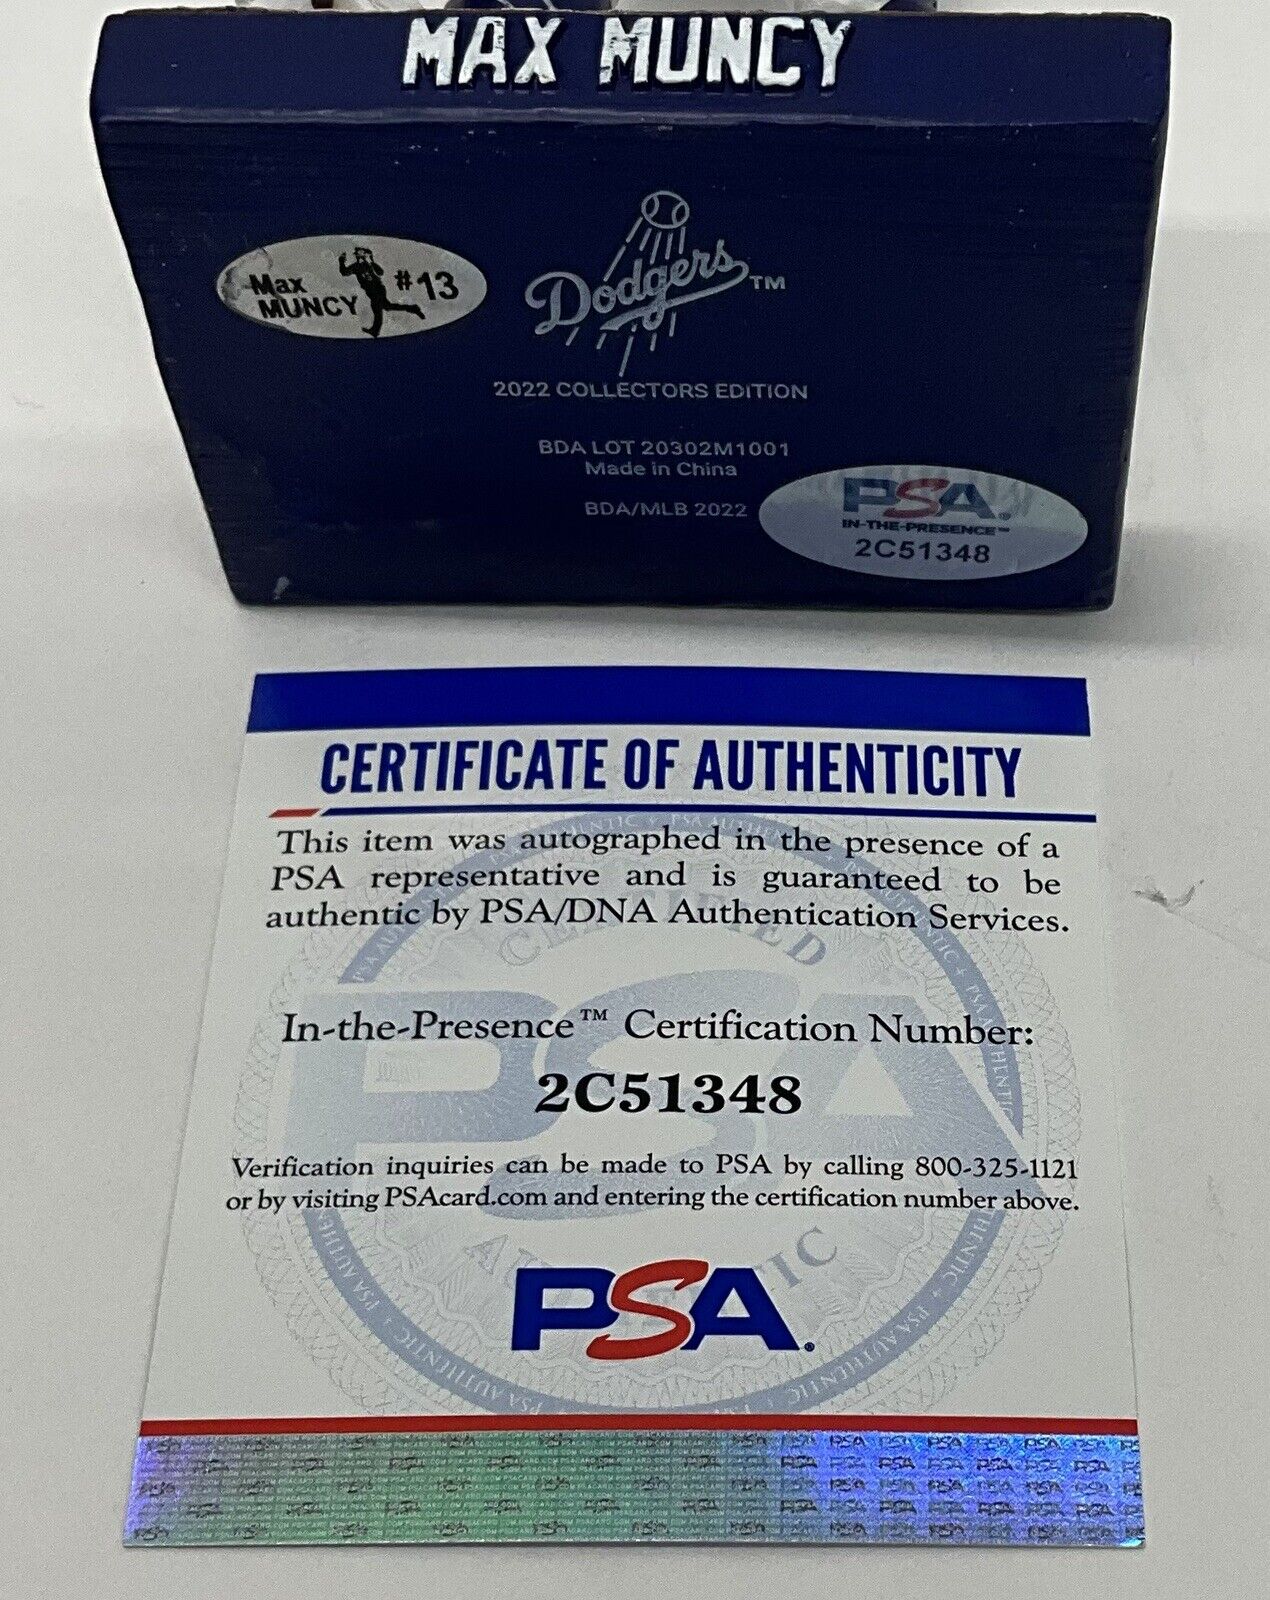 MAX MUNCY
Max
MUNCY
#13
Dodgers™
2022 COLLECTORS EDITION
BDA LOT 20302M1001
Made in China
BDA/MLB 2022
PSA®
IN-THE-PRESENCE™
2C51348
CERTIFICATE OF AUTHENTICITY
This item was autographed in the presence of a
PSA representative and is guaranteed to be
authentic by PSA/DNA Authentication Services.
In-the-Presence™ Certification Number:
2C51348
Verification inquiries can be made to PSA by calling 800-325-1121
or by visiting PSAcard.com and entering the certification number above.
PSA®